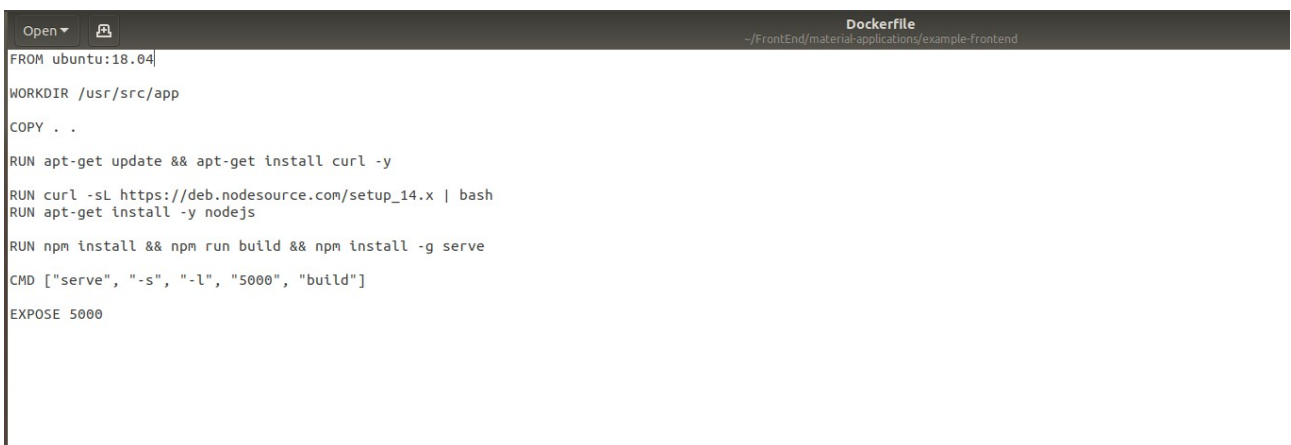 Open
Dockerfile
~/FrontEnd/material-applications/example-frontend
FROM ubuntu:18.04
WORKDIR /usr/src/app
COPY . .
RUN apt-get update && apt-get install curl -y
RUN curl -sL https://deb.nodesource.com/setup_14.x | bash
RUN apt-get install -y nodejs
RUN npm install && npm run build && npm install -g serve
CMD ["serve", "-s", "-l", "5000", "build"]
EXPOSE 5000